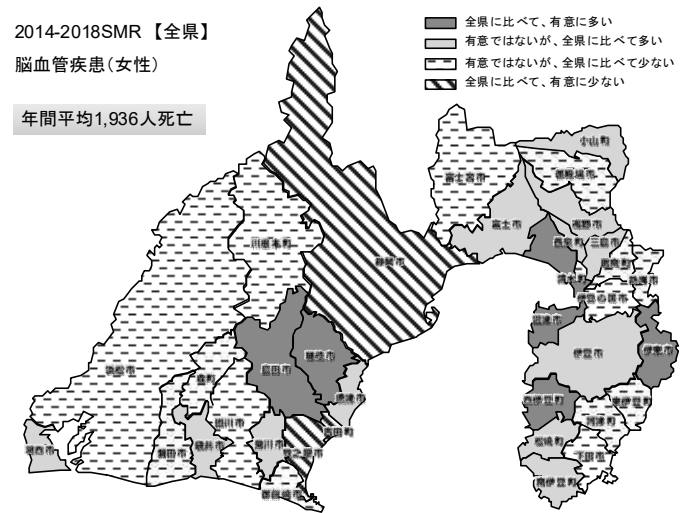 2014-2018SMR 【全県】
脳血管疾患(女性)
年間平均1,936人死亡
全県に比べて、有意に多い
有意ではないが、全県に比べて多い
有意ではないが、全県に比べて少ない
全県に比べて、有意に少ない
小山町
御殿場市
富士宮市
富士市
裾野市
長泉町
三島市
川根本町
静岡市
函南町
熱海市
清水町
伊豆の国市
沼津市
伊豆市
伊東市
島田市
藤枝市
浜松市
森町
焼津市
西伊豆町
東伊豆町
掛川市
河津町
吉田町
湖西市
磐田市
袋井市
菊川市
牧之原市
松崎町
下田市
御前崎市
南伊豆町